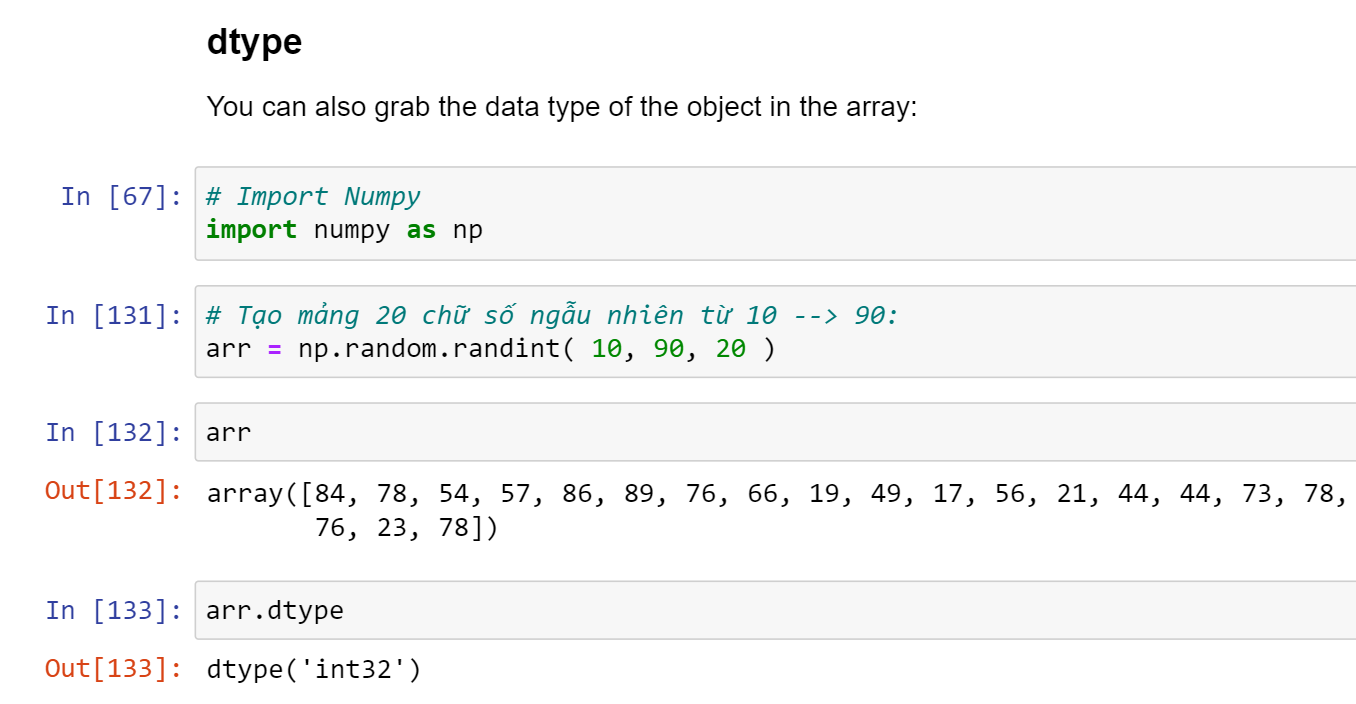 dtype
You can also grab the data type of the object in the array:
In [67]: # Import Numpy
import numpy as np
In [131]: # Tạo mảng 20 chữ số ngẫu nhiên từ 10 --> 90:
arr = np.random.randint( 10, 90, 20 )
In [132]: arr
Out[132]: array([84, 78, 54, 57, 86, 89, 76, 66, 19, 49, 17, 56, 21, 44, 44, 73, 78,
76, 23, 78])
In [133]: arr.dtype
Out[133]: dtype('int32')